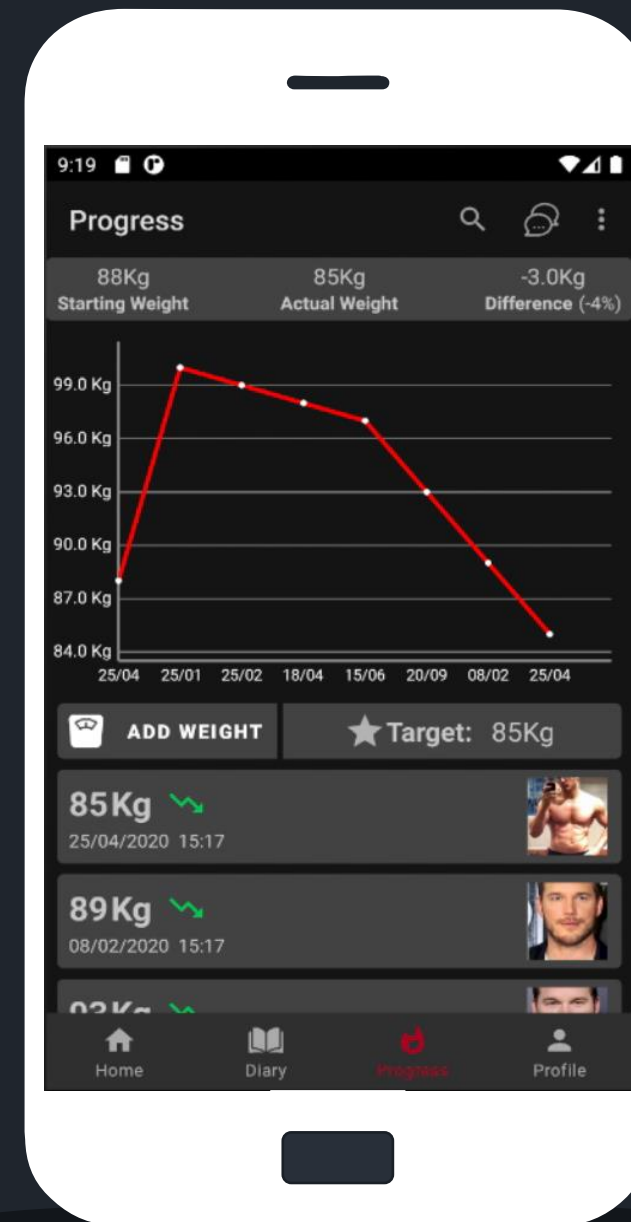 9:19
Progress
88Kg 85Kg -3.0Kg
Starting Weight Actual Weight Difference (-4%)
99.0 Kg
96.0 Kg
93.0 Kg
90.0 Kg
87.0 Kg
84.0 Kg
25/04 25/01 25/02 18/04 15/06 20/09 08/02 25/04
ADD WEIGHT Target: 85Kg
85Kg
25/04/2020 15:17
89Kg
08/02/2020 15:17
93Kg
Home Diary Progress Profile